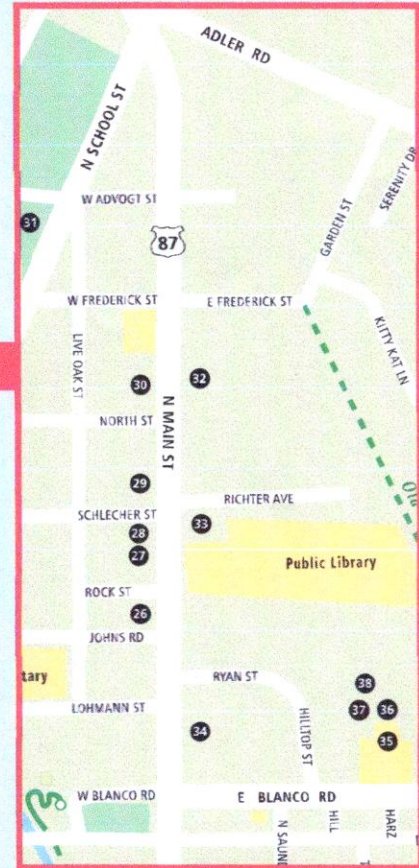 ADLER RD
N SCHOOL ST
SERENITY DR
W ADVOGT ST
31
87
GARDEN ST
W FREDERICK ST
E FREDERICK ST
KITTY KAT LN
LIVE OAK ST
30
32
N MAIN ST
NORTH ST
29
Old
RICHTER AVE
SCHLECHER ST
33
28
27
Public Library
ROCK ST
26
JOHNS RD
tary
RYAN ST
38
LOHMANN ST
37
36
34
HILLTOP ST
35
W BLANCO RD
E BLANCO RD
N SAUNE
HILL
HARZ